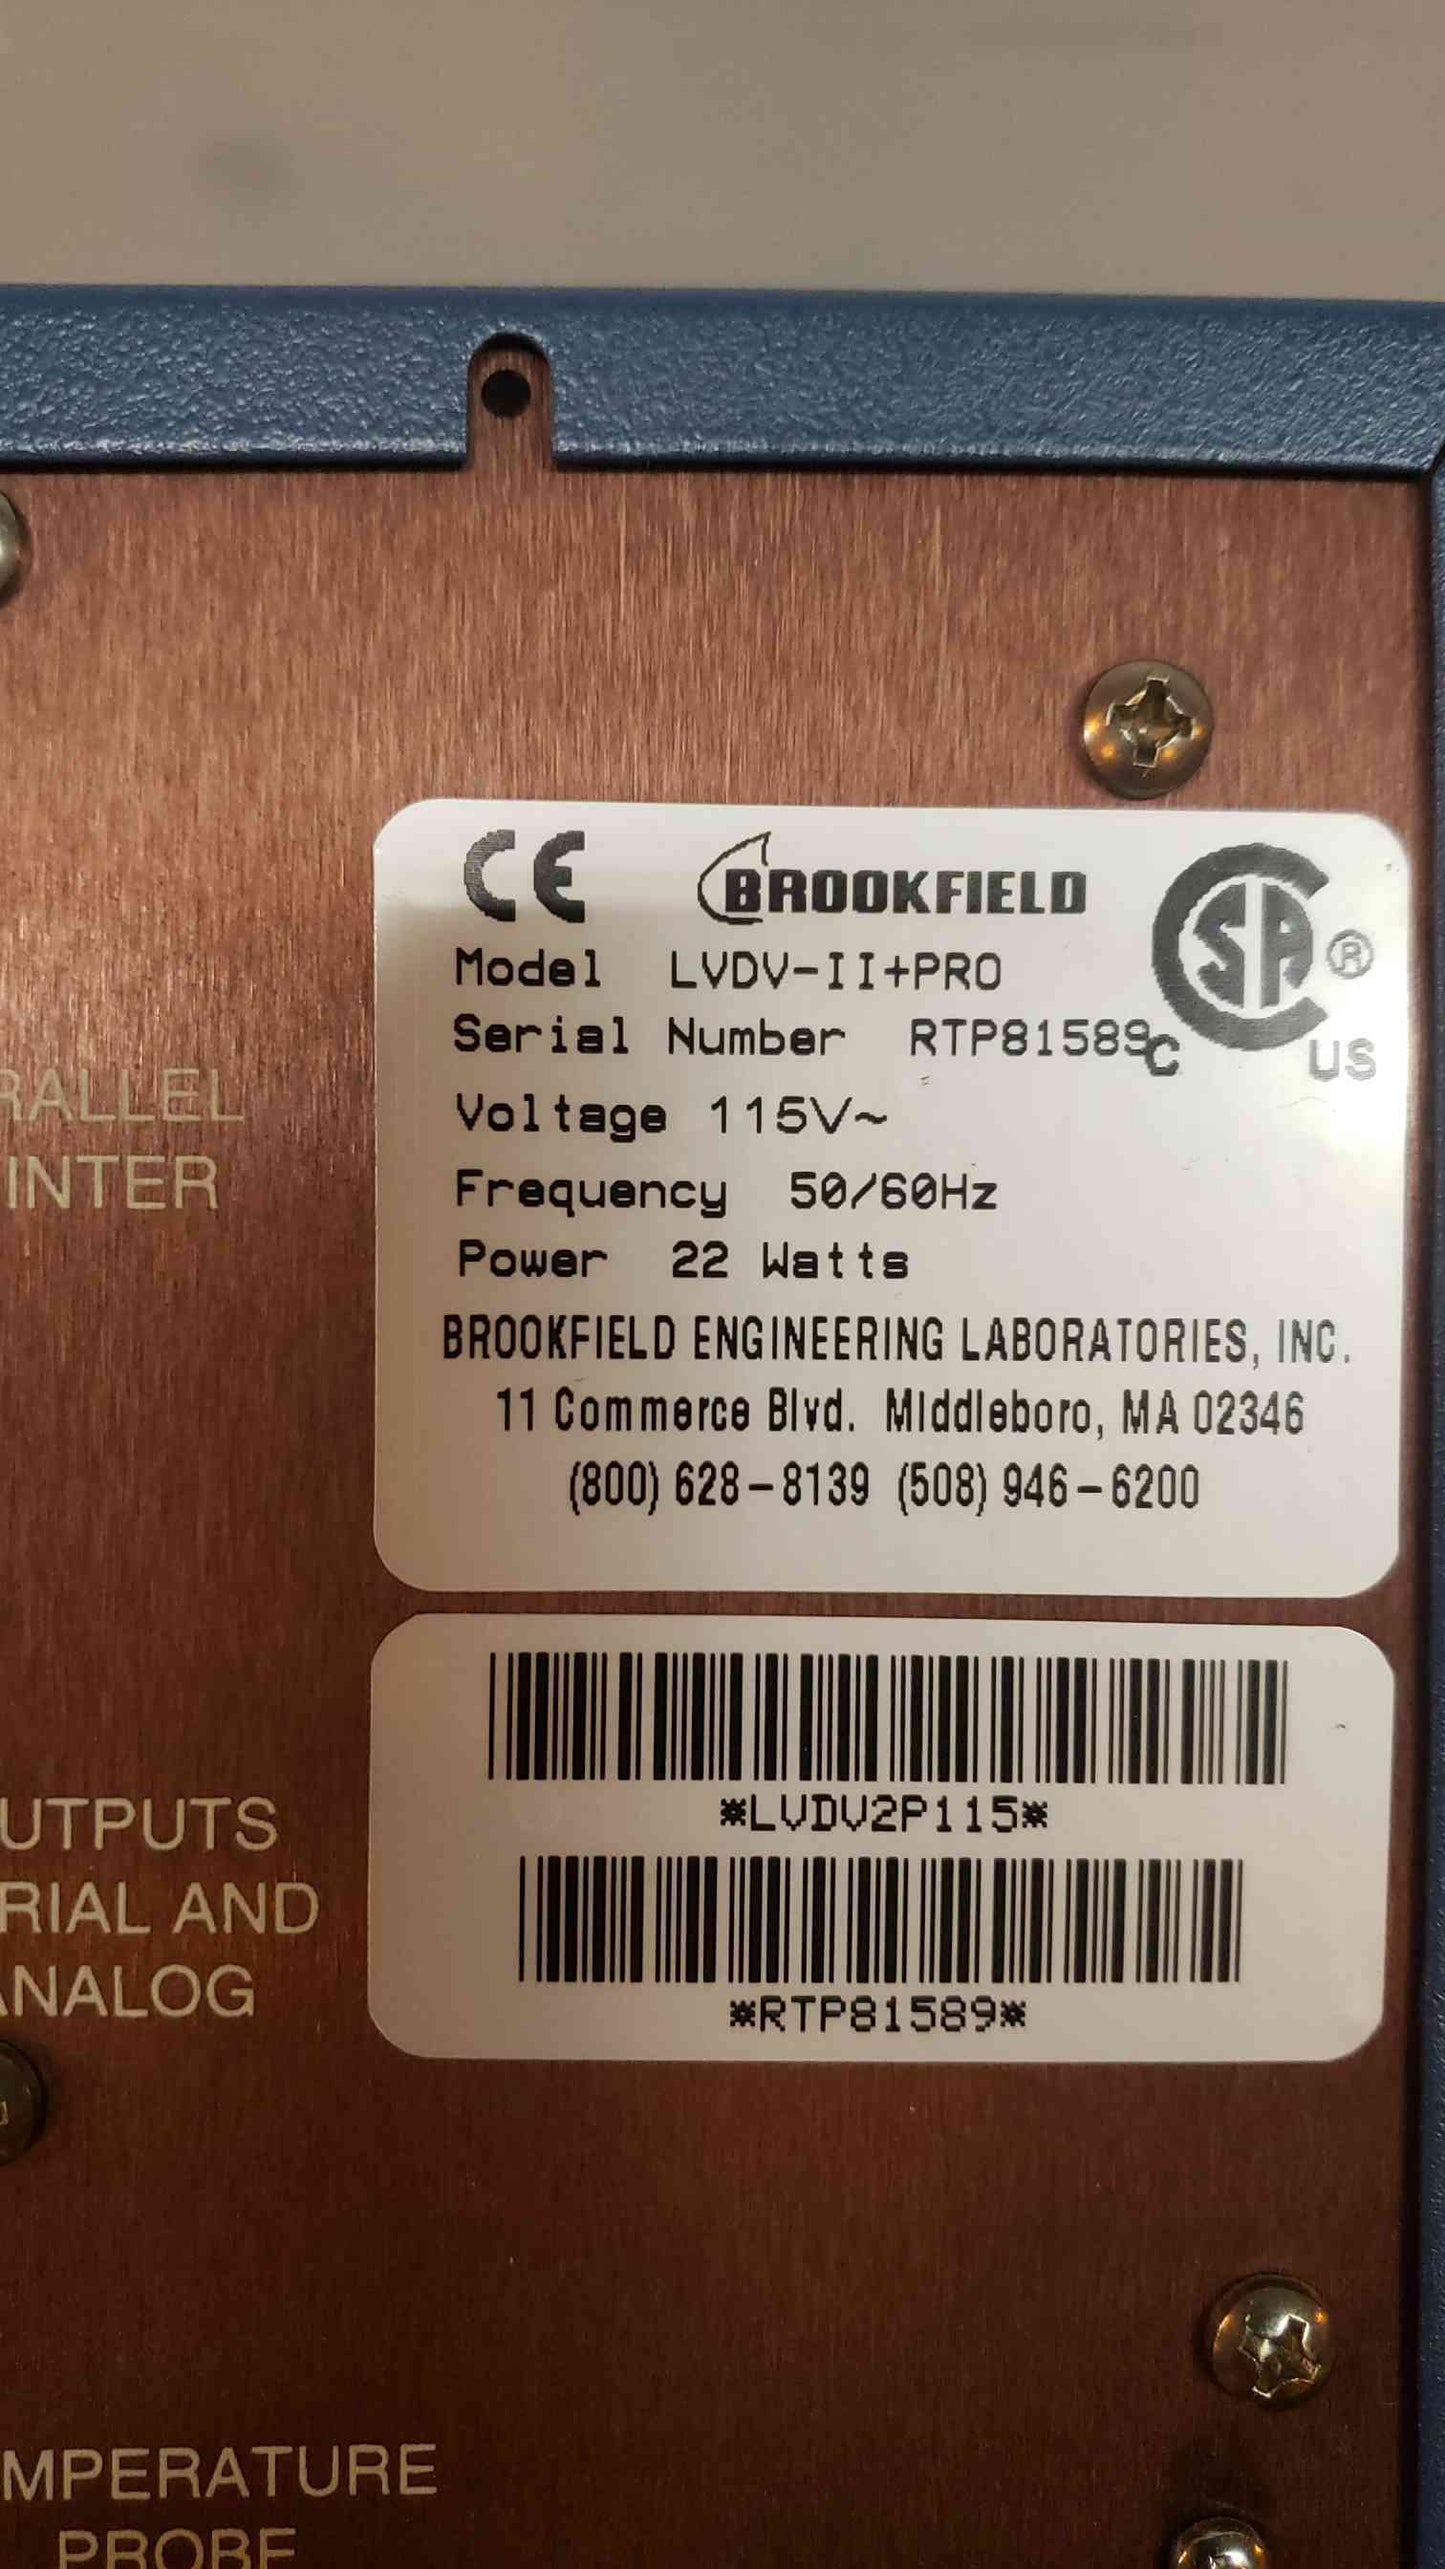 CE BROOKFIELD
Model LVDV-II+PRO
Serial Number RTP81589
CSA® C US
Voltage 115V~
Frequency 50/60Hz
Power 22 Watts
BROOKFIELD ENGINEERING LABORATORIES, INC.
11 Commerce Blvd. Middleboro, MA 02346
(800) 628-8139 (508) 946-6200
*LVDV2P115*
*RTP81589*
RALLEL
INTER
UTPUTS
RIAL AND
ANALOG
MPERATURE
PROBE